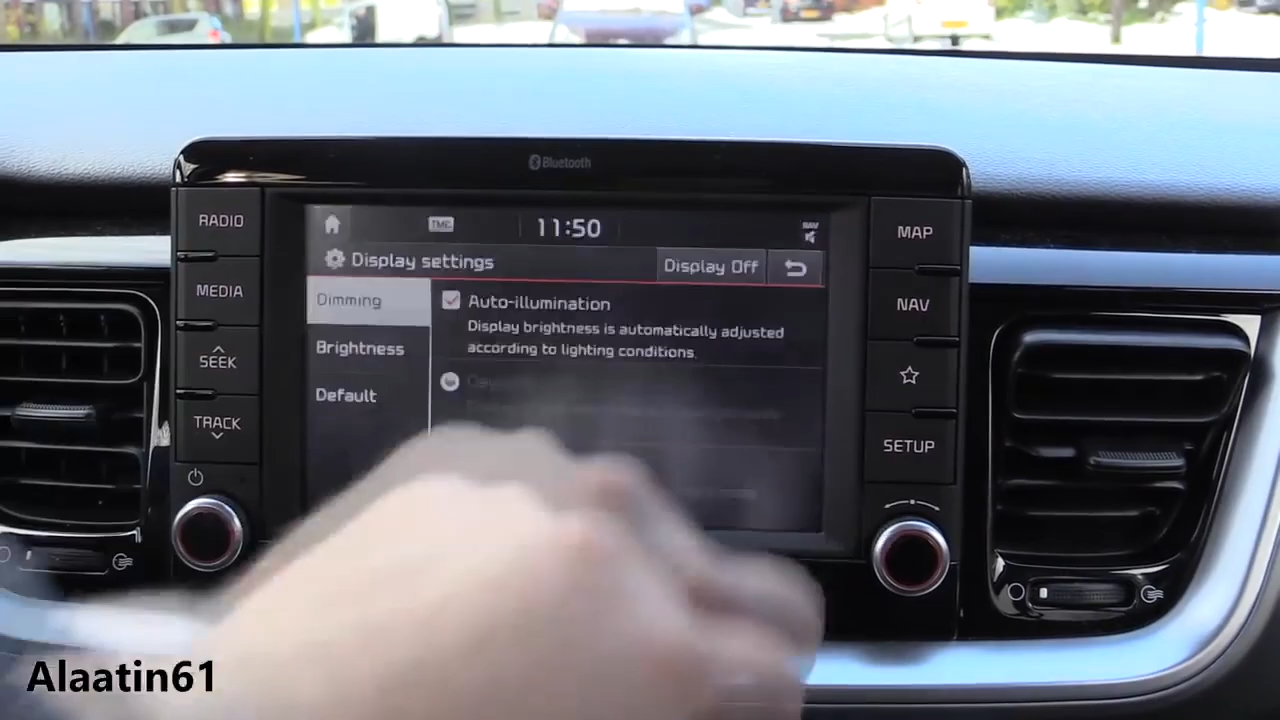 Bluetooth
RADIO
MEDIA
SEEK
TRACK
TMC
11:50
NAV
Display settings
Display Off
Dimming
Brightness
Default
Auto-illumination
Display brightness is automatically adjusted
according to lighting conditions.
MAP
NAV
SETUP
Alaatin61